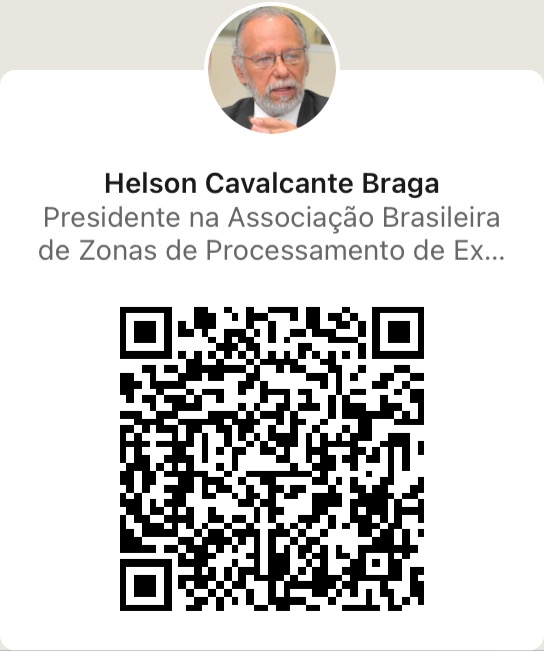 Helson Cavalcante Braga
Presidente na Associação Brasileira
de Zonas de Processamento de Ex...